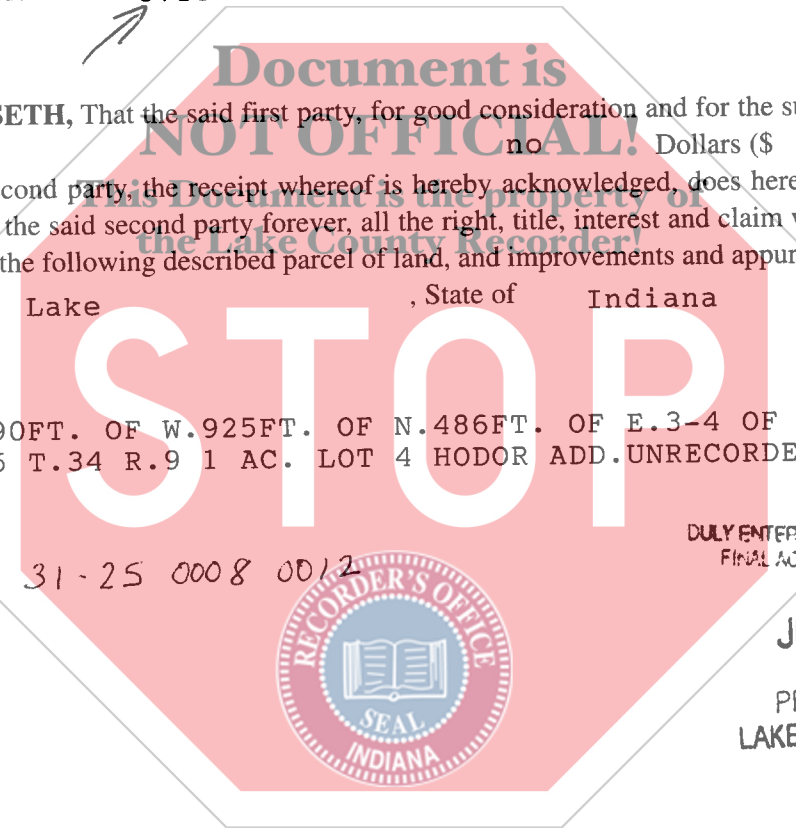 Document is
SETH, That the said first party, for good consideration and for the su
NOT OFFICIAL!
no Dollars ($
cond party, the receipt whereof is hereby acknowledged, does here
This Document is the property of
the said second party forever, all the right, title, interest and claim
the Lake County Recorder!
the following described parcel of land, and improvements and appur
Lake , State of Indiana
STOP
90FT. OF W.925FT. OF N.486FT. OF E.3-4 OF
T.34 R.9 1 AC. LOT 4 HODOR ADD.UNRECORDE
DULY ENTER
FINAL AC
31-25 0008 0012
RECORDER'S OFFICE
SEAL
INDIANA
J
LAKE